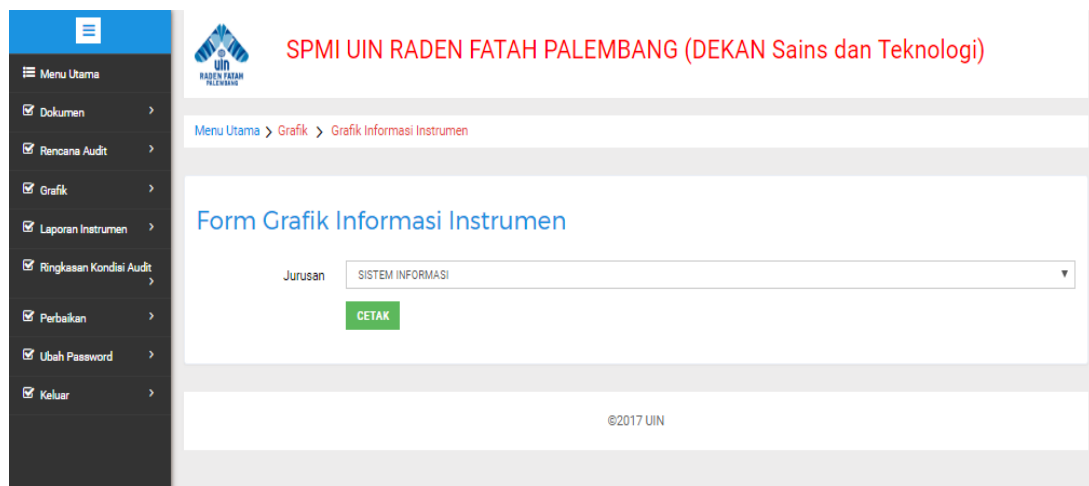 Menu Utama
Dokumen
Rencana Audit
Grafik
Laporan Instrumen
Ringkasan Kondisi Audit
Perbaikan
Ubah Password
Keluar
uin
RADEN FATAH
PALEMBANG
SPMI UIN RADEN FATAH PALEMBANG (DEKAN Sains dan Teknologi)
Menu Utama > Grafik > Grafik Informasi Instrumen
Form Grafik Informasi Instrumen
Jurusan SISTEM INFORMASI
CETAK
©2017 UIN